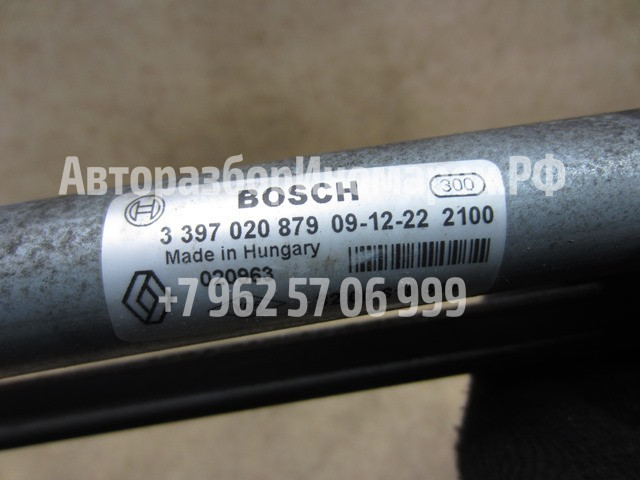 АвторазборИномарок.РФ
BOSCH 300
3 397 020 879 09-12-22 2100
Made in Hungary
020963
+7 962 57 06 999